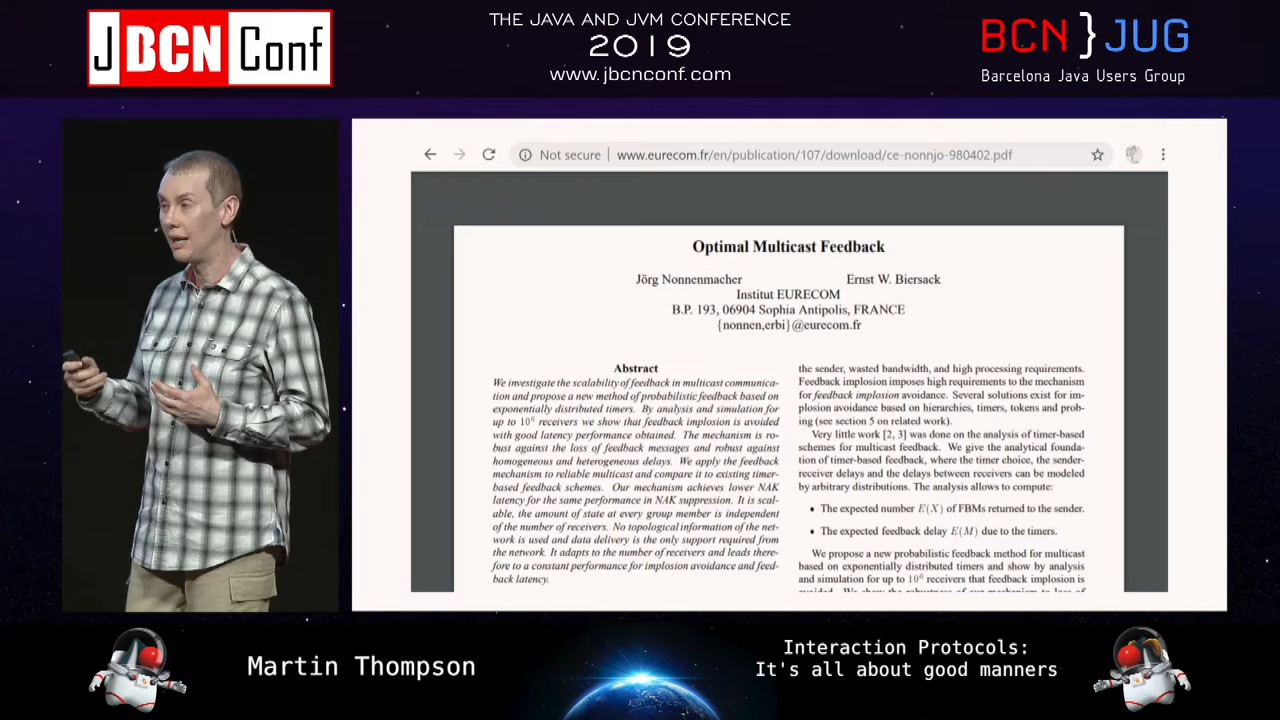 JBCNConf
THE JAVA AND JVM CONFERENCE
2019
www.jbcnconf.com
BCN}JUG
Barcelona Java Users Group
Not secure | www.eurecom.fr/en/publication/107/download/ce-nonnjo-980402.pdf
Optimal Multicast Feedback
Jörg Nonnenmacher Ernst W. Biersack
Institut EURECOM
B.P. 193, 06904 Sophia Antipolis, FRANCE
{nonnen,erbi}@eurecom.fr
Abstract
We investigate the scalability of feedback in multicast communica-
tion and propose a new method of probabilistic feedback based on
exponentially distributed timers. By analysis and simulation for
up to 10⁶ receivers we show that feedback implosion is avoided
with good latency performance obtained. The mechanism is ro-
bust against the loss of feedback messages and robust against
homogeneous and heterogeneous delays. We apply the feedback
mechanism to reliable multicast and compare it to existing timer-
based feedback schemes. Our mechanism achieves lower NAK
latency for the same performance in NAK suppression. It is scal-
able, the amount of state at every group member is independent
of the number of receivers. No topological information of the net-
work is used and data delivery is the only support required from
the network. It adapts to the number of receivers and leads there-
fore to a constant performance for implosion avoidance and feed-
back latency.
the sender, wasted bandwidth, and high processing requirements.
Feedback implosion imposes high requirements to the mechanism
for feedback implosion avoidance. Several solutions exist for im-
plosion avoidance based on hierarchies, timers, tokens and prob-
ing (see section 5 on related work).
Very little work [2, 3] was done on the analysis of timer-based
schemes for multicast feedback. We give the analytical founda-
tion of timer-based feedback, where the timer choice, the sender-
receiver delays and the delays between receivers can be modeled
by arbitrary distributions. The analysis allows to compute:
• The expected number E(X) of FBMs returned to the sender.
• The expected feedback delay E(M) due to the timers.
We propose a new probabilistic feedback method for multicast
based on exponentially distributed timers and show by analysis
and simulation for up to 10⁶ receivers that feedback implosion is
Martin Thompson
Interaction Protocols:
It's all about good manners